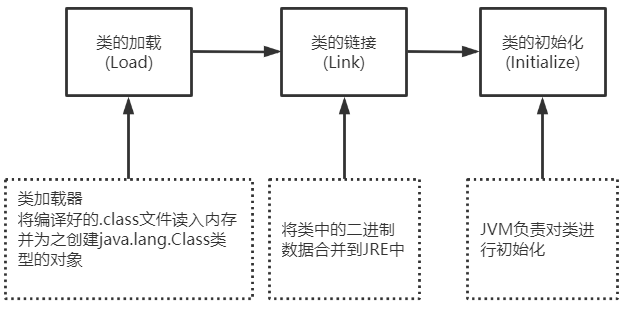 类的加载
(Load)
类的链接
(Link)
类的初始化
(Initialize)
类加载器
将编译好的.class文件读入内存
并为之创建java.lang.Class类
型的对象
将类中的二进制
数据合并到JRE中
JVM负责对类进
行初始化